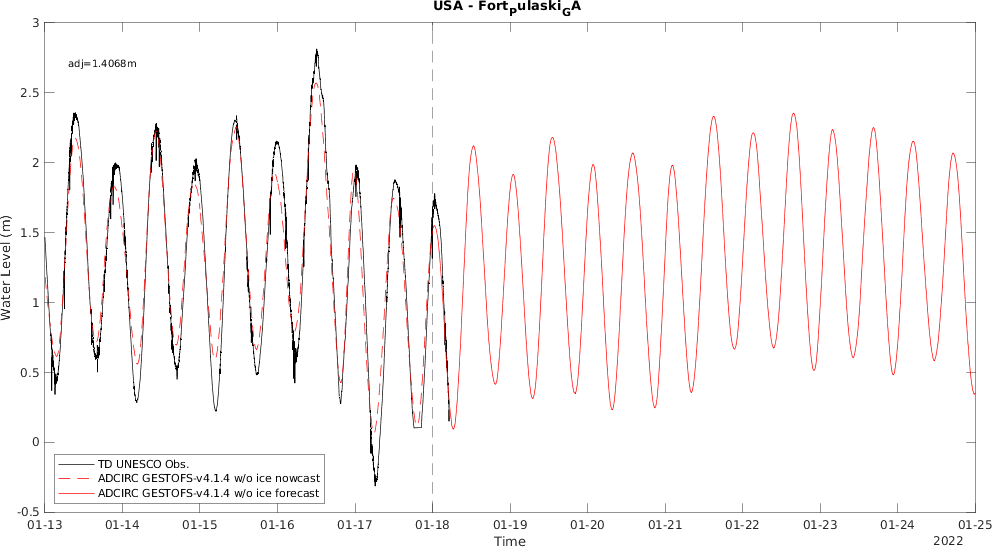 USA - Fort_Pulaski_GA
adj=1.4068m
3
2.5
2
1.5
1
0.5
0
-0.5
Water Level (m)
TD UNESCO Obs.
ADCIRC GESTOFS-v4.1.4 w/o ice nowcast
ADCIRC GESTOFS-v4.1.4 w/o ice forecast
01-13 01-14 01-15 01-16 01-17 01-18 01-19 01-20 01-21 01-22 01-23 01-24 01-25
Time
2022